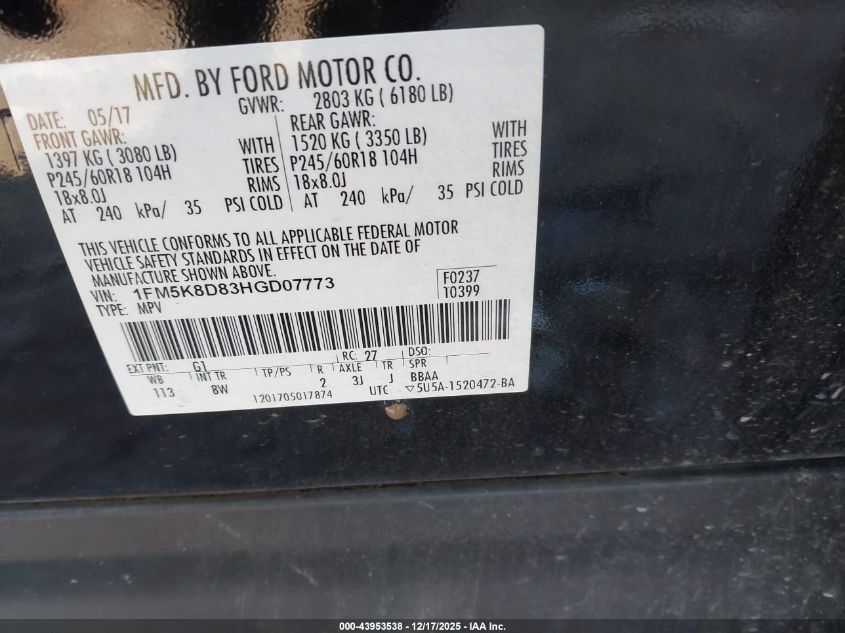 MFD. BY FORD MOTOR CO.
DATE: 05/17 GVWR: 2803 KG ( 6180 LB)
FRONT GAWR: REAR GAWR:
1397 KG ( 3080 LB) WITH 1520 KG ( 3350 LB) WITH
P245/60R18 104H TIRES P245/60R18 104H TIRES
18x8.0J RIMS 18x8.0J RIMS
AT 240 kPa/ 35 PSI COLD AT 240 kPa/ 35 PSI COLD
THIS VEHICLE CONFORMS TO ALL APPLICABLE FEDERAL MOTOR
VEHICLE SAFETY STANDARDS IN EFFECT ON THE DATE OF
MANUFACTURE SHOWN ABOVE.
VIN: 1FM5K8D83HGD07773 F0237
TYPE: MPV T0399
EXT PNT: G1 RC: 27 DSO:
WB INT TR TP/PS R AXLE TR SPR
113 8W 2 3J J BBAA
1201705017874 UTC ▽5U5A-1520472-BA
000-43953538 - 12/17/2025 - IAA Inc.